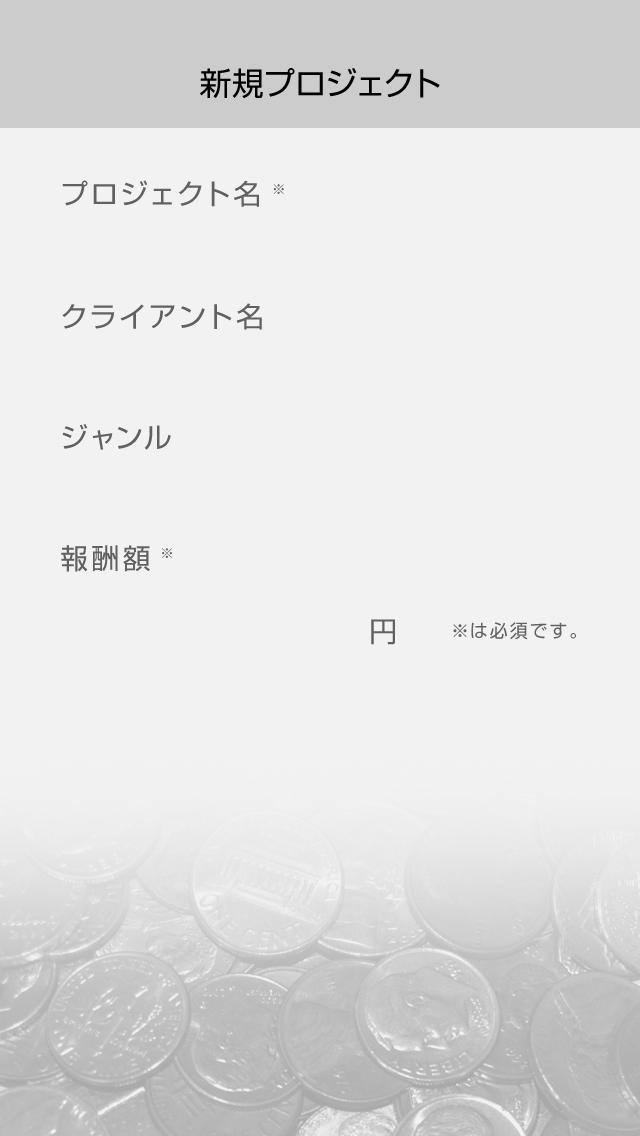 新規プロジェクト
プロジェクト名 ※
クライアント名
ジャンル
報酬額 ※
円 ※は必須です。